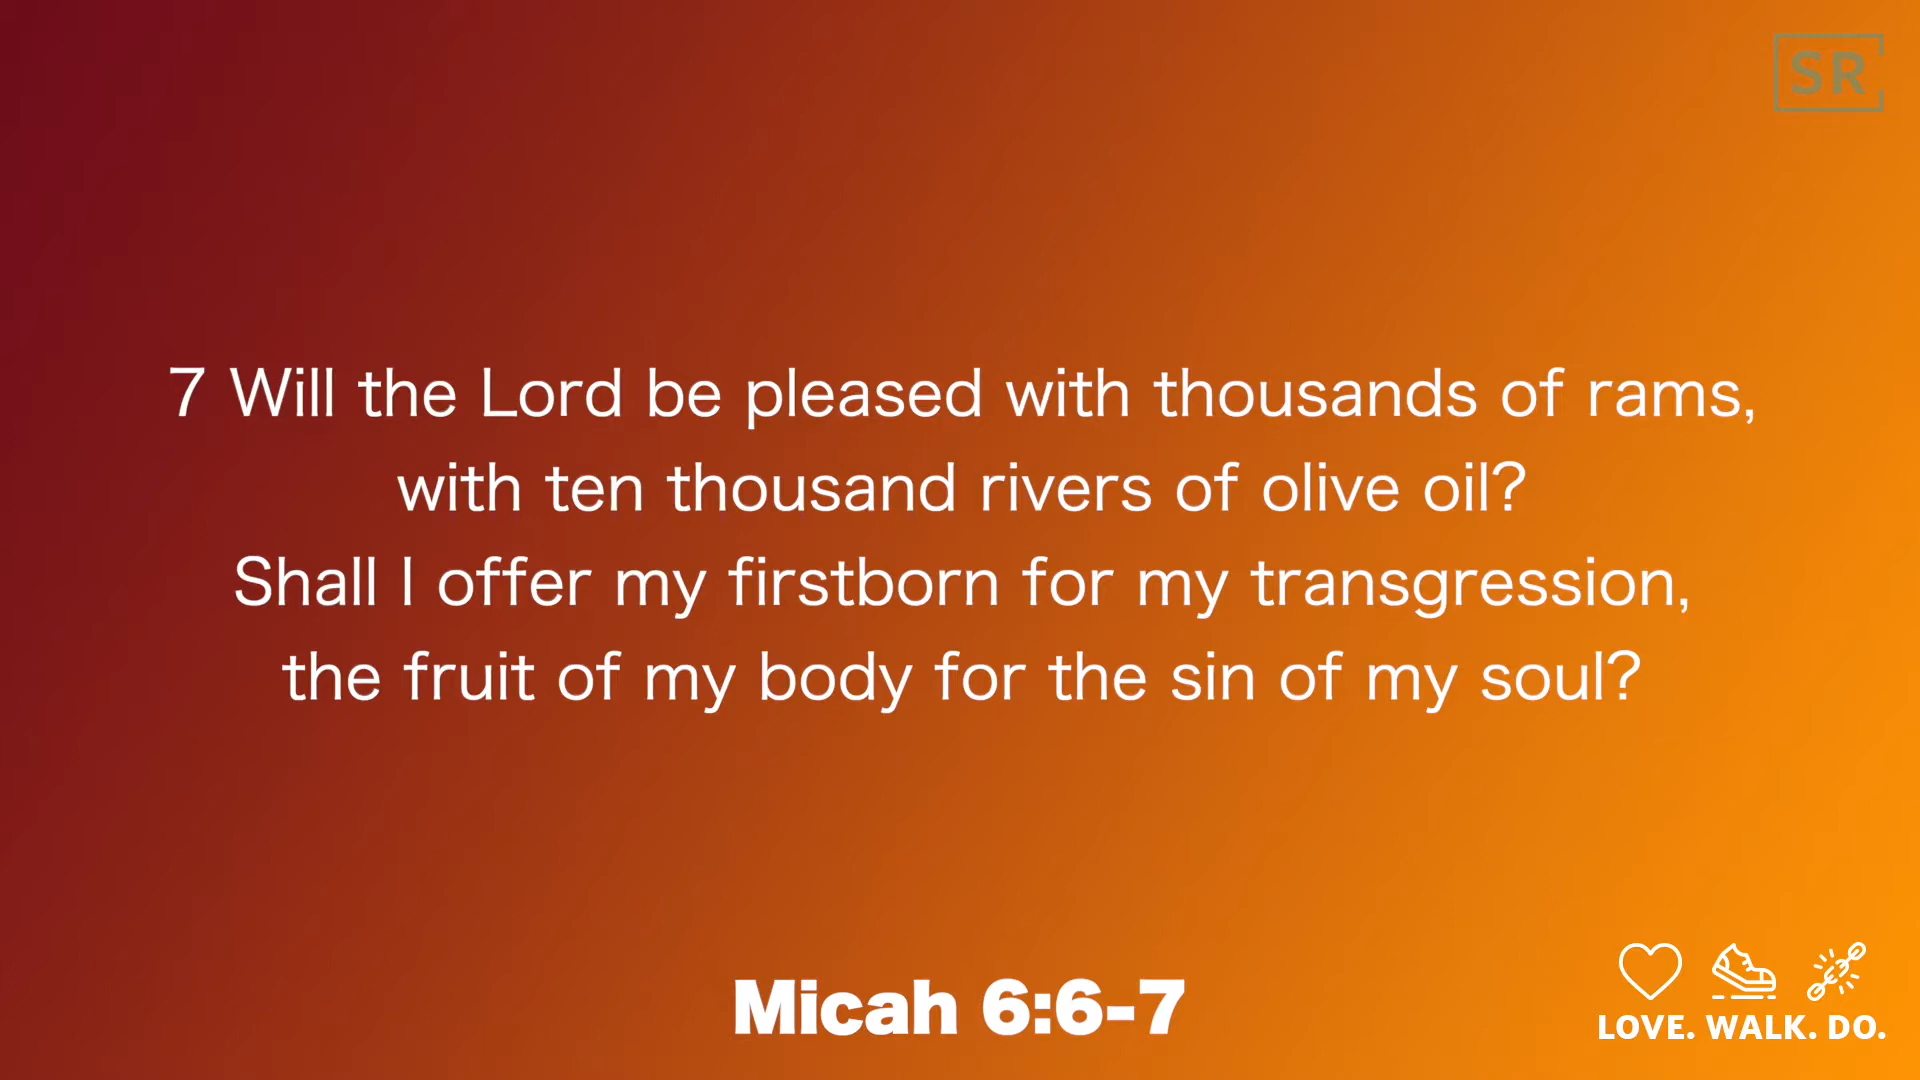 SR
7 Will the Lord be pleased with thousands of rams,
with ten thousand rivers of olive oil?
Shall I offer my firstborn for my transgression,
the fruit of my body for the sin of my soul?
Micah 6:6-7
LOVE. WALK. DO.